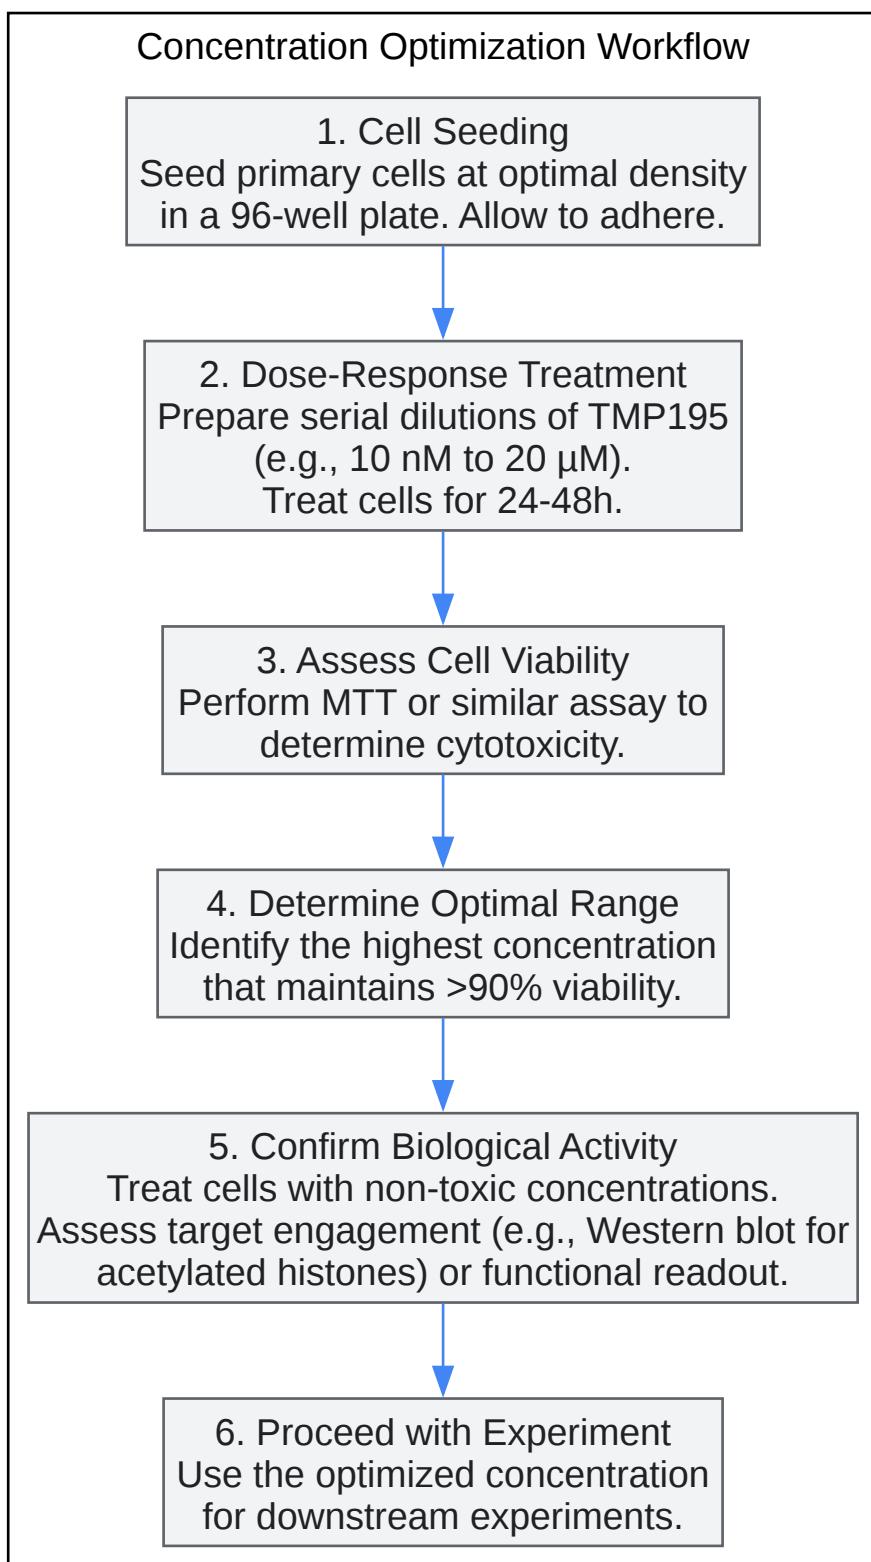 Concentration Optimization Workflow
1. Cell Seeding
Seed primary cells at optimal density
in a 96-well plate. Allow to adhere.
2. Dose-Response Treatment
Prepare serial dilutions of TMP195
(e.g., 10 nM to 20 µM).
Treat cells for 24-48h.
3. Assess Cell Viability
Perform MTT or similar assay to
determine cytotoxicity.
4. Determine Optimal Range
Identify the highest concentration
that maintains >90% viability.
5. Confirm Biological Activity
Treat cells with non-toxic concentrations.
Assess target engagement (e.g., Western blot for
acetylated histones) or functional readout.
6. Proceed with Experiment
Use the optimized concentration
for downstream experiments.